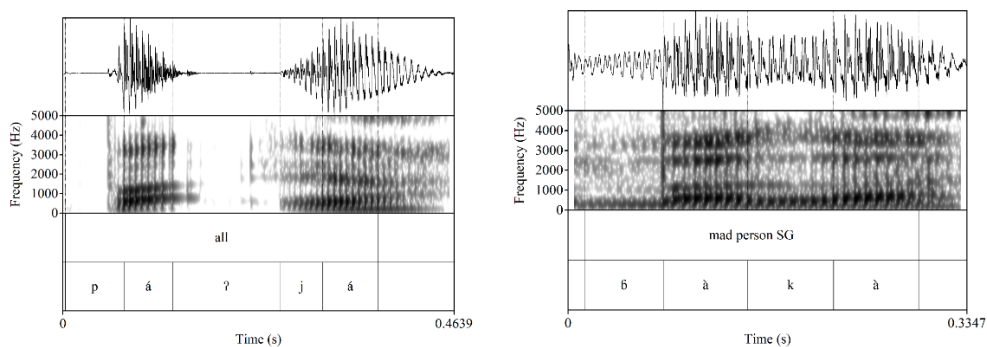 5000
4000
3000
2000
1000
0
Frequency (Hz)
all
p á ʔ j á
0 0.4639
Time (s)
5000
4000
3000
2000
1000
0
Frequency (Hz)
mad person SG
ɓ à k à
0 0.3347
Time (s)